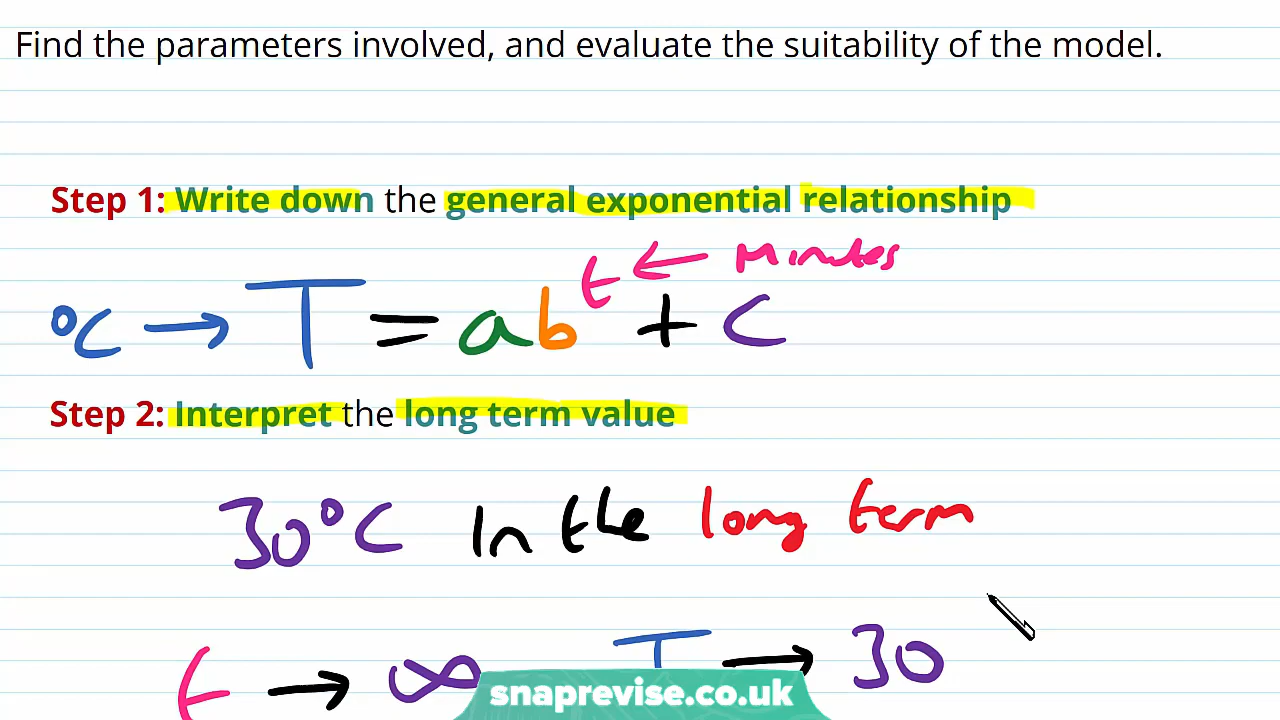 Find the parameters involved, and evaluate the suitability of the model.
Step 1: Write down the general exponential relationship
°C → T = ab^t + c ← Minutes
Step 2: Interpret the long term value
30°C In the long term
t → ∞ T → 30
snaprevise.co.uk